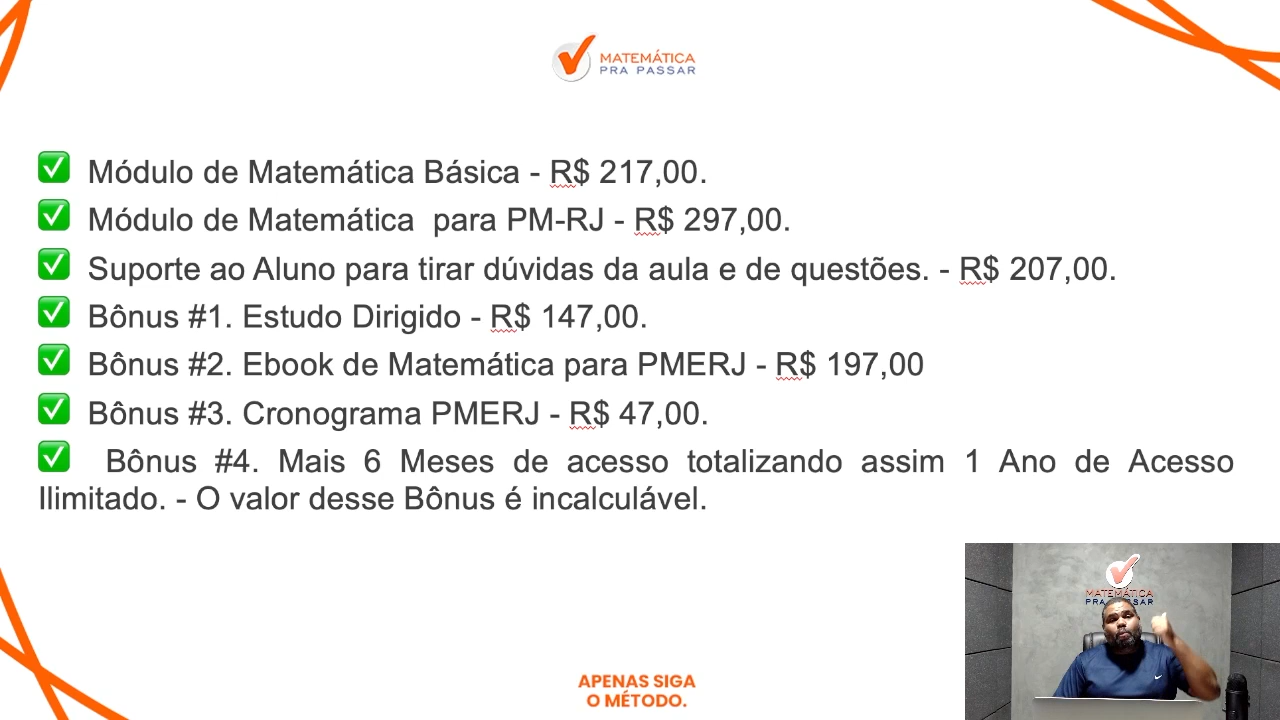 MATEMÁTICA
PRA PASSAR
Módulo de Matemática Básica - R$ 217,00.
Módulo de Matemática para PM-RJ - R$ 297,00.
Suporte ao Aluno para tirar dúvidas da aula e de questões. - R$ 207,00.
Bônus #1. Estudo Dirigido - R$ 147,00.
Bônus #2. Ebook de Matemática para PMERJ - R$ 197,00
Bônus #3. Cronograma PMERJ - R$ 47,00.
Bônus #4. Mais 6 Meses de acesso totalizando assim 1 Ano de Acesso
Ilimitado. - O valor desse Bônus é incalculável.
MATEMÁTICA
PRA PASSAR
APENAS SIGA
O MÉTODO.